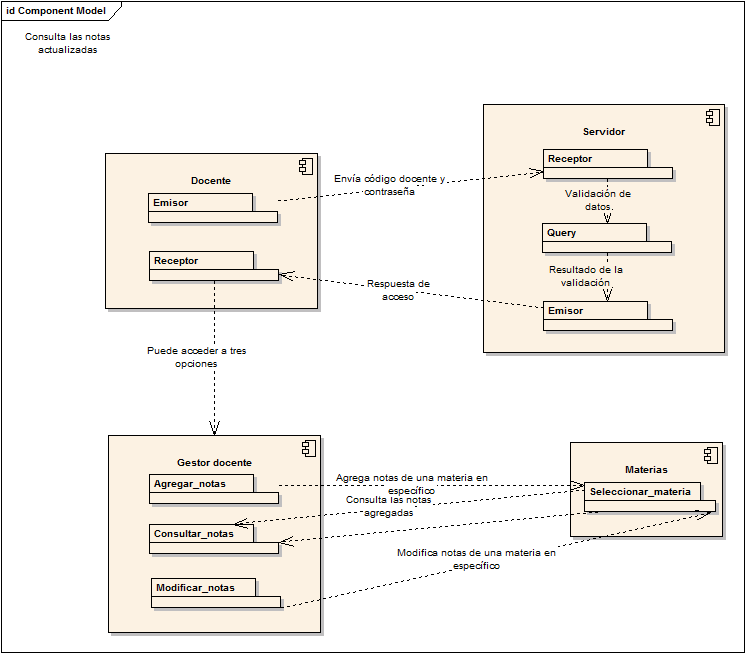 id Component Model
Consulta las notas
actualizadas
Servidor
Receptor
Docente
Envía código docente y
contraseña
Validación de
datos.
Emisor
Query
Receptor
Resultado de la
validación
Respuesta de
acceso
Emisor
Puede acceder a tres
opciones
Gestor docente
Materias
Agregar_notas
Agrega notas de una materia en
específico
Seleccionar_materia
Consulta las notas
agregadas
Consultar_notas
Modifica notas de una materia en
específico
Modificar_notas